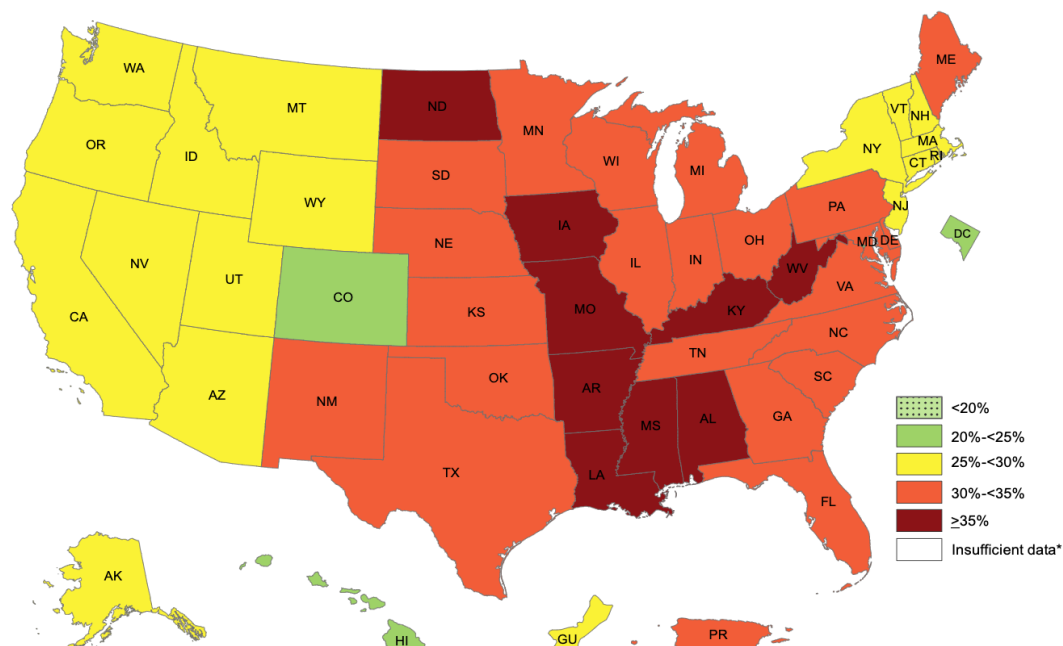 WA
MT
ND
MN
ME
VT
NH
OR
ID
SD
WI
MI
NY
MA
CT
RI
WY
IA
NE
PA
NJ
NV
UT
CO
IL
IN
OH
MD
DE
DC
CA
KS
MO
KY
WV
VA
AZ
NM
OK
AR
TN
NC
SC
TX
LA
MS
AL
GA
FL
<20%
20%-<25%
25%-<30%
30%-<35%
≥35%
Insufficient data*
AK
HI
GU
PR